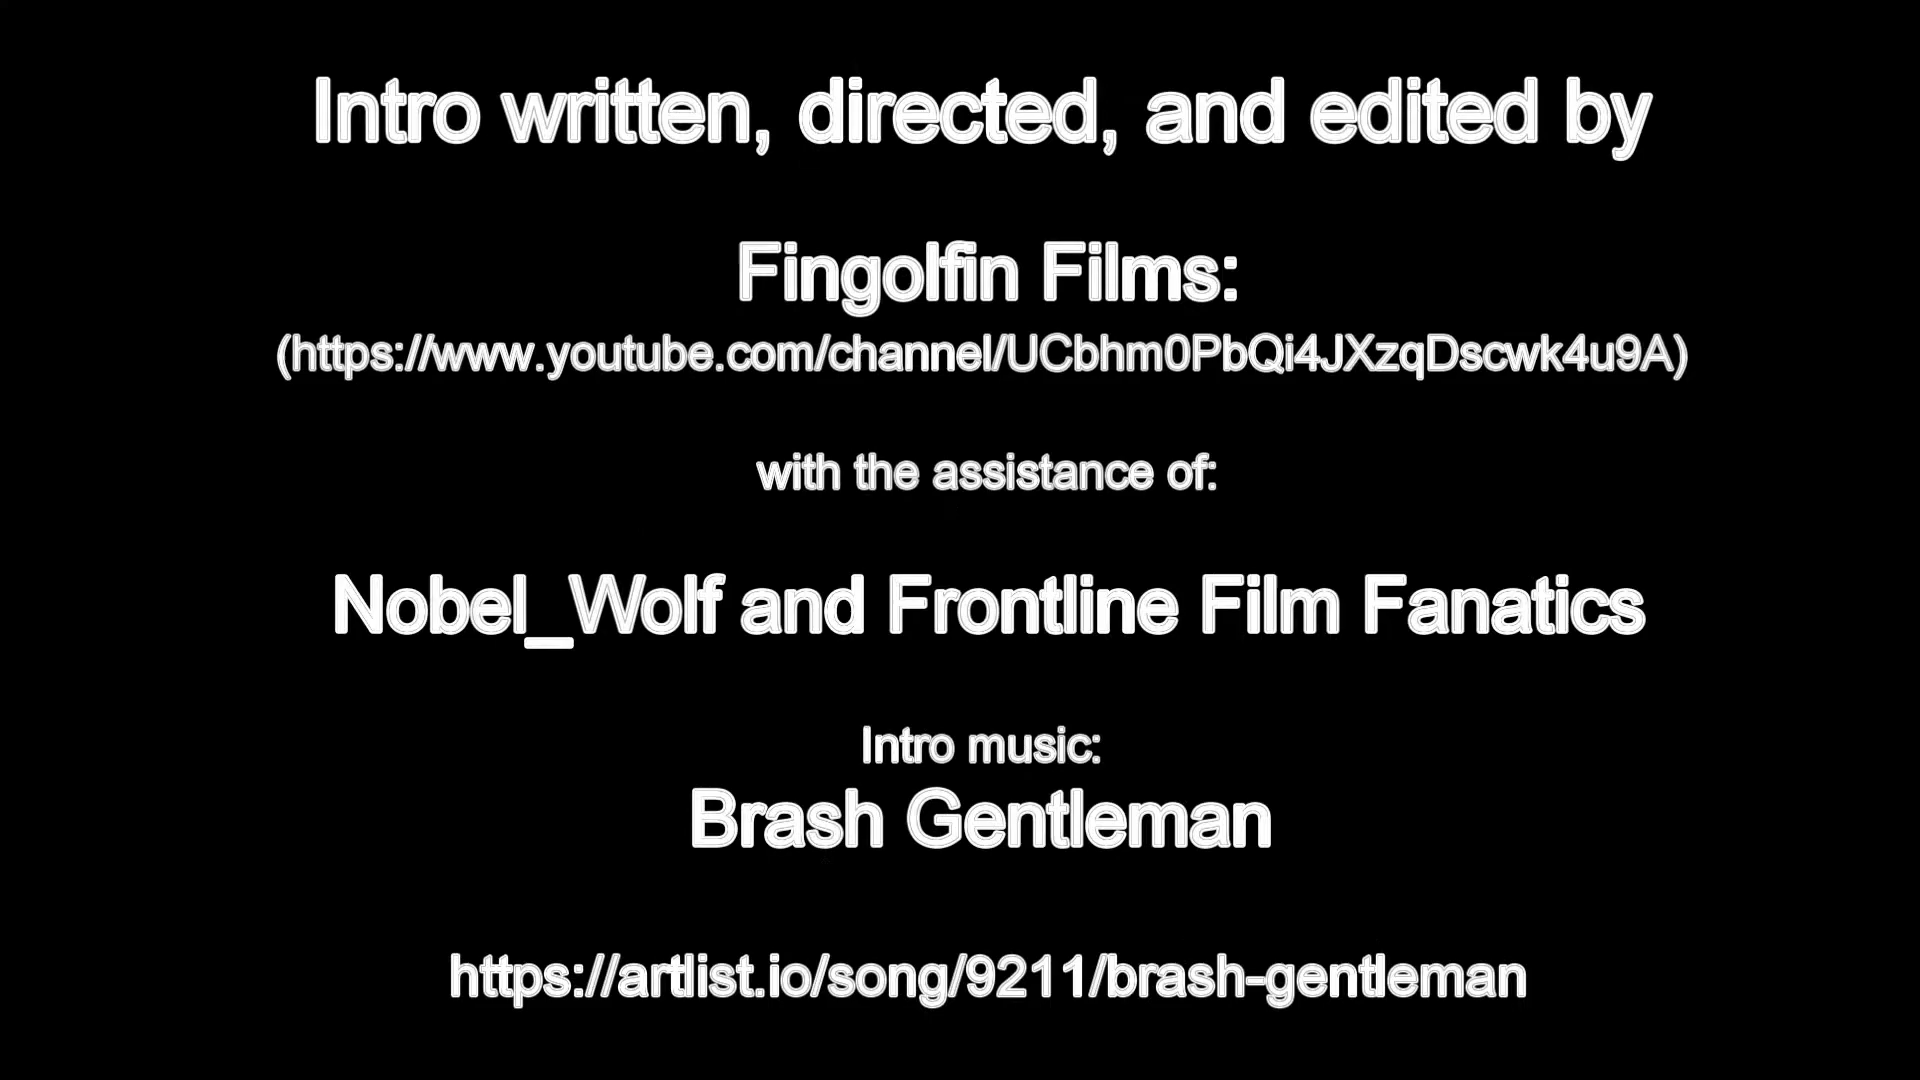 Intro written, directed, and edited by
Fingolfin Films:
(https://www.youtube.com/channel/UCbhm0PbQi4JXzqDscwk4u9A)
with the assistance of:
Nobel_Wolf and Frontline Film Fanatics
Intro music:
Brash Gentleman
https://artlist.io/song/9211/brash-gentleman